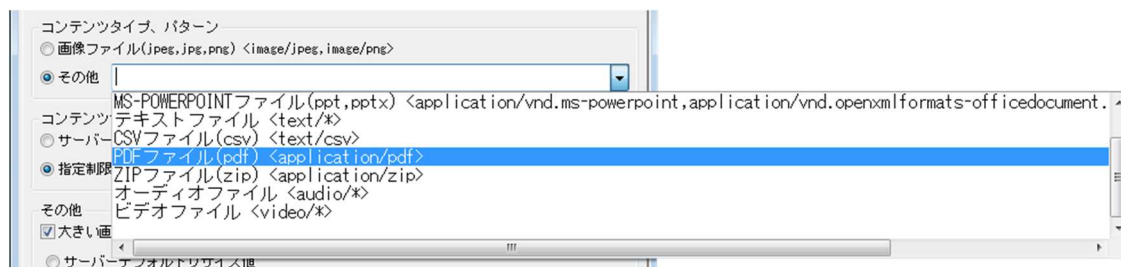 コンテンツタイプ、パターン
画像ファイル(jpeg,jpg,png) <image/jpeg,image/png>
その他
MS-POWERPOINTファイル(ppt,pptx) <application/vnd.ms-powerpoint,application/vnd.openxmlformats-officedocument.
コンテンツ
テキストファイル <text/*>
サーバー
CSVファイル(csv) <text/csv>
PDFファイル(pdf) <application/pdf>
指定制限
ZIPファイル(zip) <application/zip>
オーディオファイル <audio/*>
その他
ビデオファイル <video/*>
大きい画
サーバーデフォルトリサイズ値